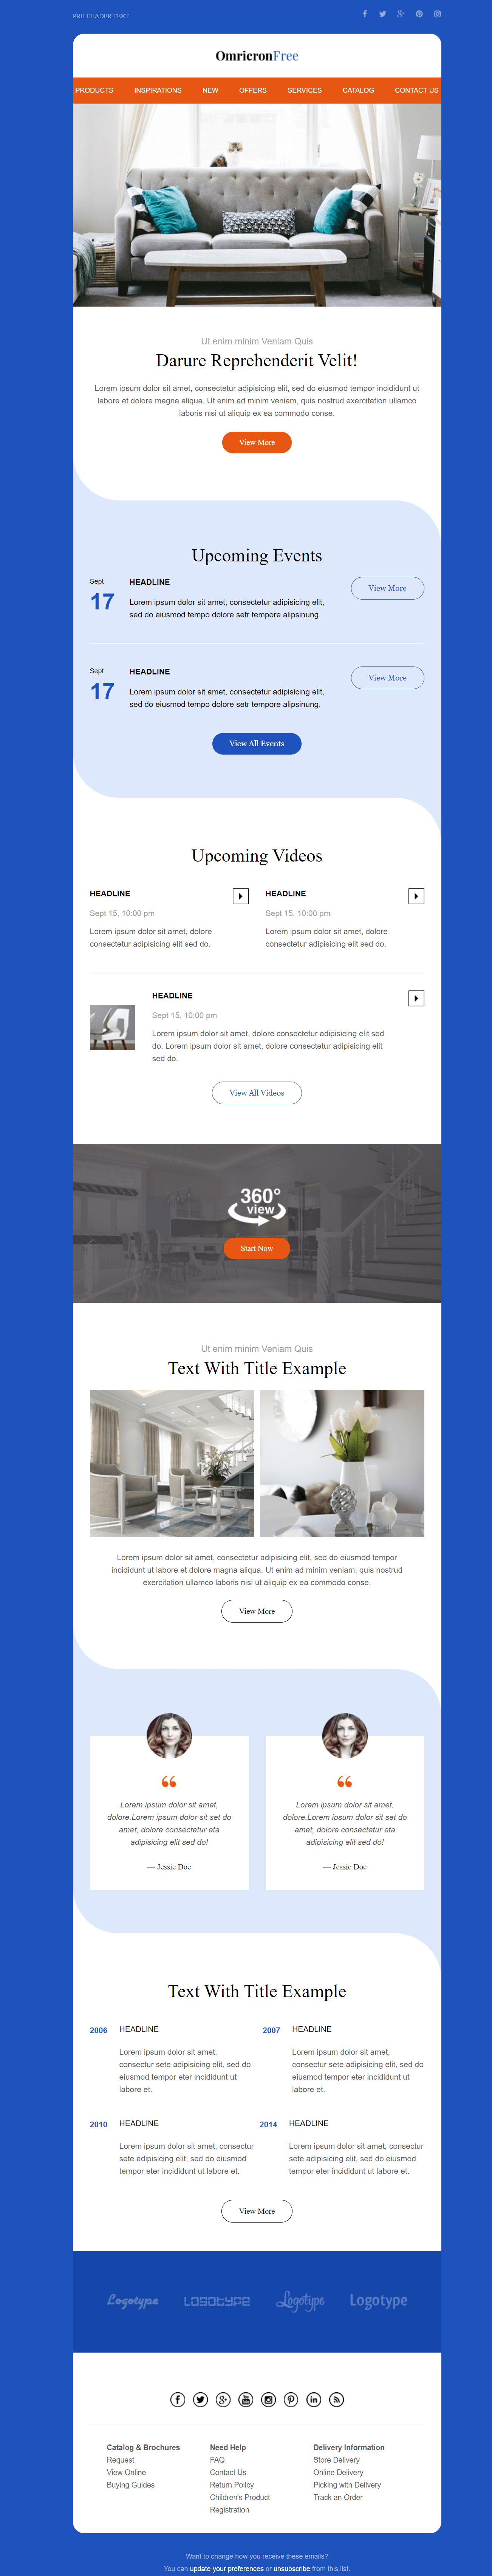 PRE-HEADER TEXT
OmricronFree
PRODUCTS INSPIRATIONS NEW OFFERS SERVICES CATALOG CONTACT US
Ut enim minim Veniam Quis
Darure Reprehenderit Velit!
Lorem ipsum dolor sit amet, consectetur adipisicing elit, sed do eiusmod tempor incididunt ut
labore et dolore magna aliqua. Ut enim ad minim veniam, quis nostrud exercitation ullamco
laboris nisi ut aliquip ex ea commodo conse.
View More
Upcoming Events
Sept
17
HEADLINE
Lorem ipsum dolor sit amet, consectetur adipisicing elit,
sed do eiusmod tempo dolore setr tempore alipsinung.
View More
Sept
17
HEADLINE
Lorem ipsum dolor sit amet, consectetur adipisicing elit,
sed do eiusmod tempo dolore setr tempore alipsinung.
View More
View All Events
Upcoming Videos
HEADLINE
Sept 15, 10:00 pm
Lorem ipsum dolor sit amet, dolore
consectetur adipisicing elit sed do.
HEADLINE
Sept 15, 10:00 pm
Lorem ipsum dolor sit amet, dolore
consectetur adipisicing elit sed do.
HEADLINE
Sept 15, 10:00 pm
Lorem ipsum dolor sit amet, dolore consectetur adipisicing elit sed
do. Lorem ipsum dolor sit amet, dolore consectetur adipisicing elit
sed do.
View All Videos
360°
view
Start Now
Ut enim minim Veniam Quis
Text With Title Example
Lorem ipsum dolor sit amet, consectetur adipisicing elit, sed do eiusmod tempor
incididunt ut labore et dolore magna aliqua. Ut enim ad minim veniam, quis nostrud
exercitation ullamco laboris nisi ut aliquip ex ea commodo conse.
View More
“
Lorem ipsum dolor sit amet,
dolore.Lorem ipsum dolor sit set do
amet, dolore consectetur eta
adipisicing elit sed do!
— Jessie Doe
“
Lorem ipsum dolor sit amet,
dolore.Lorem ipsum dolor sit set do
amet, dolore consectetur eta
adipisicing elit sed do!
— Jessie Doe
Text With Title Example
2006 HEADLINE
Lorem ipsum dolor sit amet,
consectur sete adipisicing elit, sed do
eiusmod tempor eter incididunt ut
labore et.
2007 HEADLINE
Lorem ipsum dolor sit amet,
consectetur sete adipisicing elit, sed do
eiusmod tempor eter incididunt ut
labore et.
2010 HEADLINE
Lorem ipsum dolor sit amet, consectur
sete adipisicing elit, sed do eiusmod
tempor eter incididunt ut labore et.
2014 HEADLINE
Lorem ipsum dolor sit amet, consectur
sete adipisicing elit, sed do eiusmod
tempor eter incididunt ut labore et.
View More
Logotype LOGOTYPE Logotype Logotype
Catalog & Brochures
Request
View Online
Buying Guides
Need Help
FAQ
Contact Us
Return Policy
Children's Product
Registration
Delivery Information
Store Delivery
Online Delivery
Picking with Delivery
Track an Order
Want to change how you receive these emails?
You can update your preferences or unsubscribe from this list.